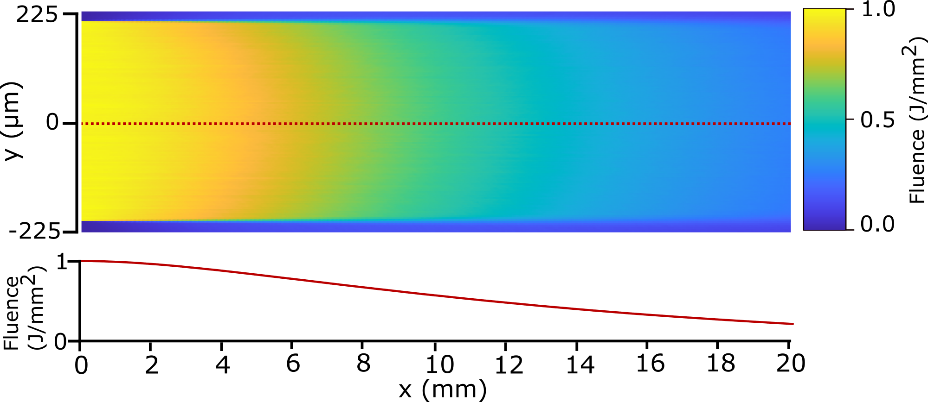 225
0
-225
y (μm)
1.0
0.5
0.0
Fluence (J/mm²)
1
0
Fluence
(J/mm²)
0 2 4 6 8 10 12 14 16 18 20
x (mm)